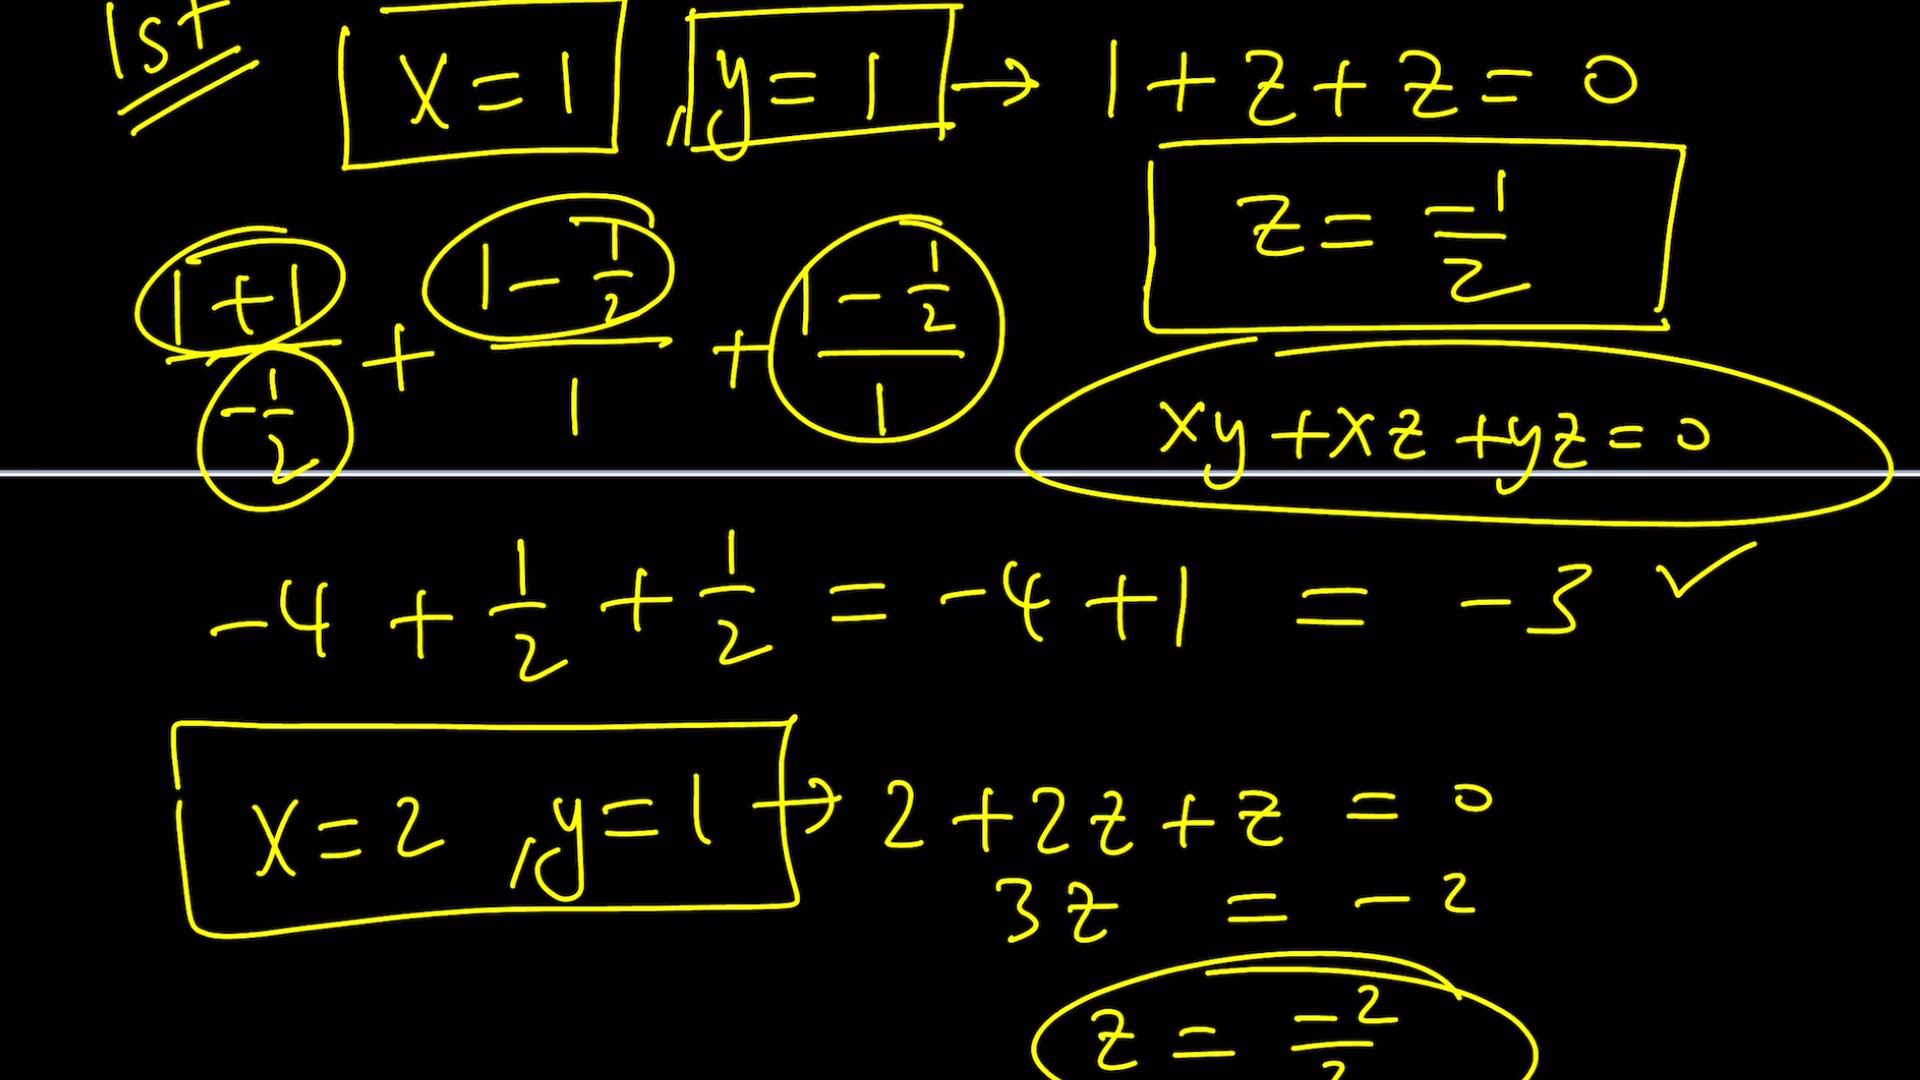 1st x = 1 , y = 1 → 1 + z + z = 0
z = -1/2
(1+1)/(-1/2) + (1 - 1/2)/1 + (1 - 1/2)/1
xy + xz + yz = 0
-4 + 1/2 + 1/2 = -4 + 1 = -3 ✓
x = 2 , y = 1 → 2 + 2z + z = 0
3z = -2
z = -2/